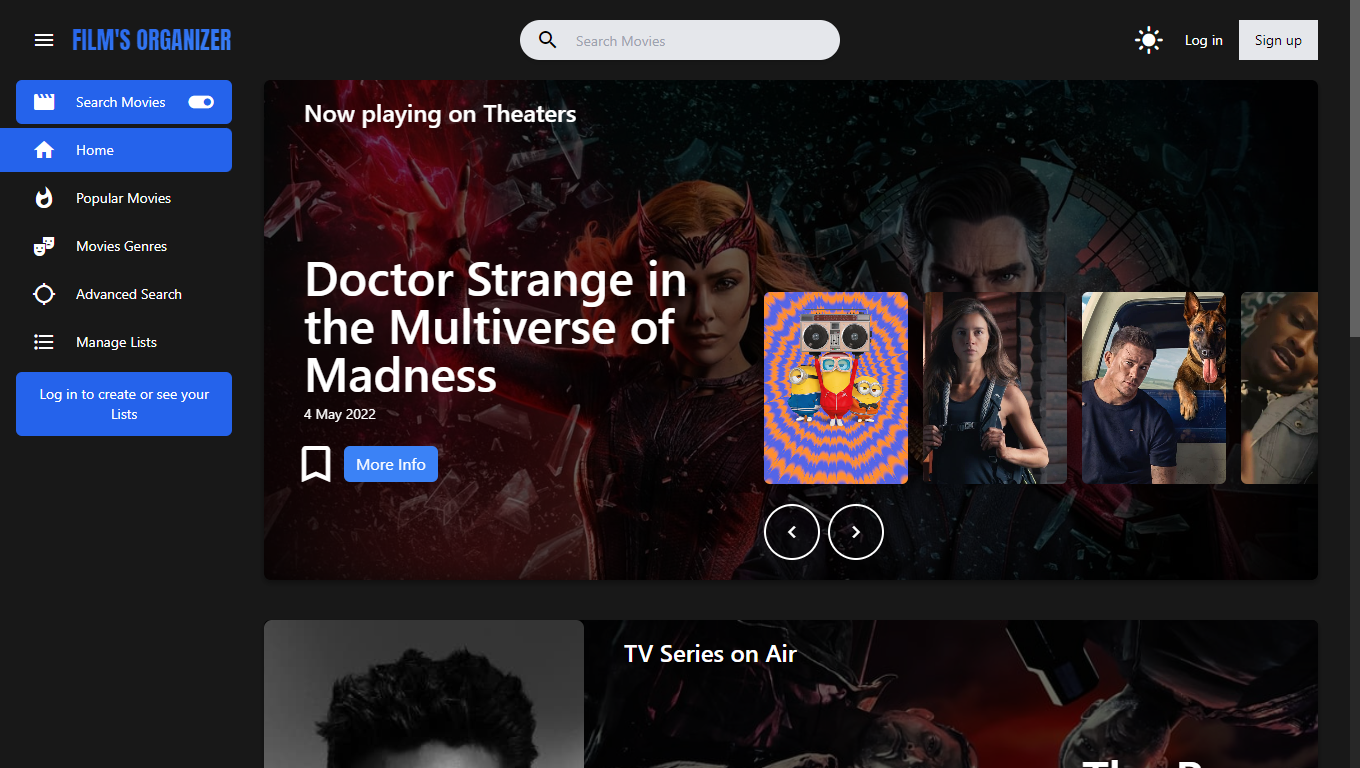 FILM'S ORGANIZER
Search Movies
Log in
Sign up
Search Movies
Home
Popular Movies
Movies Genres
Advanced Search
Manage Lists
Log in to create or see your
Lists
Now playing on Theaters
Doctor Strange in
the Multiverse of
Madness
4 May 2022
More Info
TV Series on Air